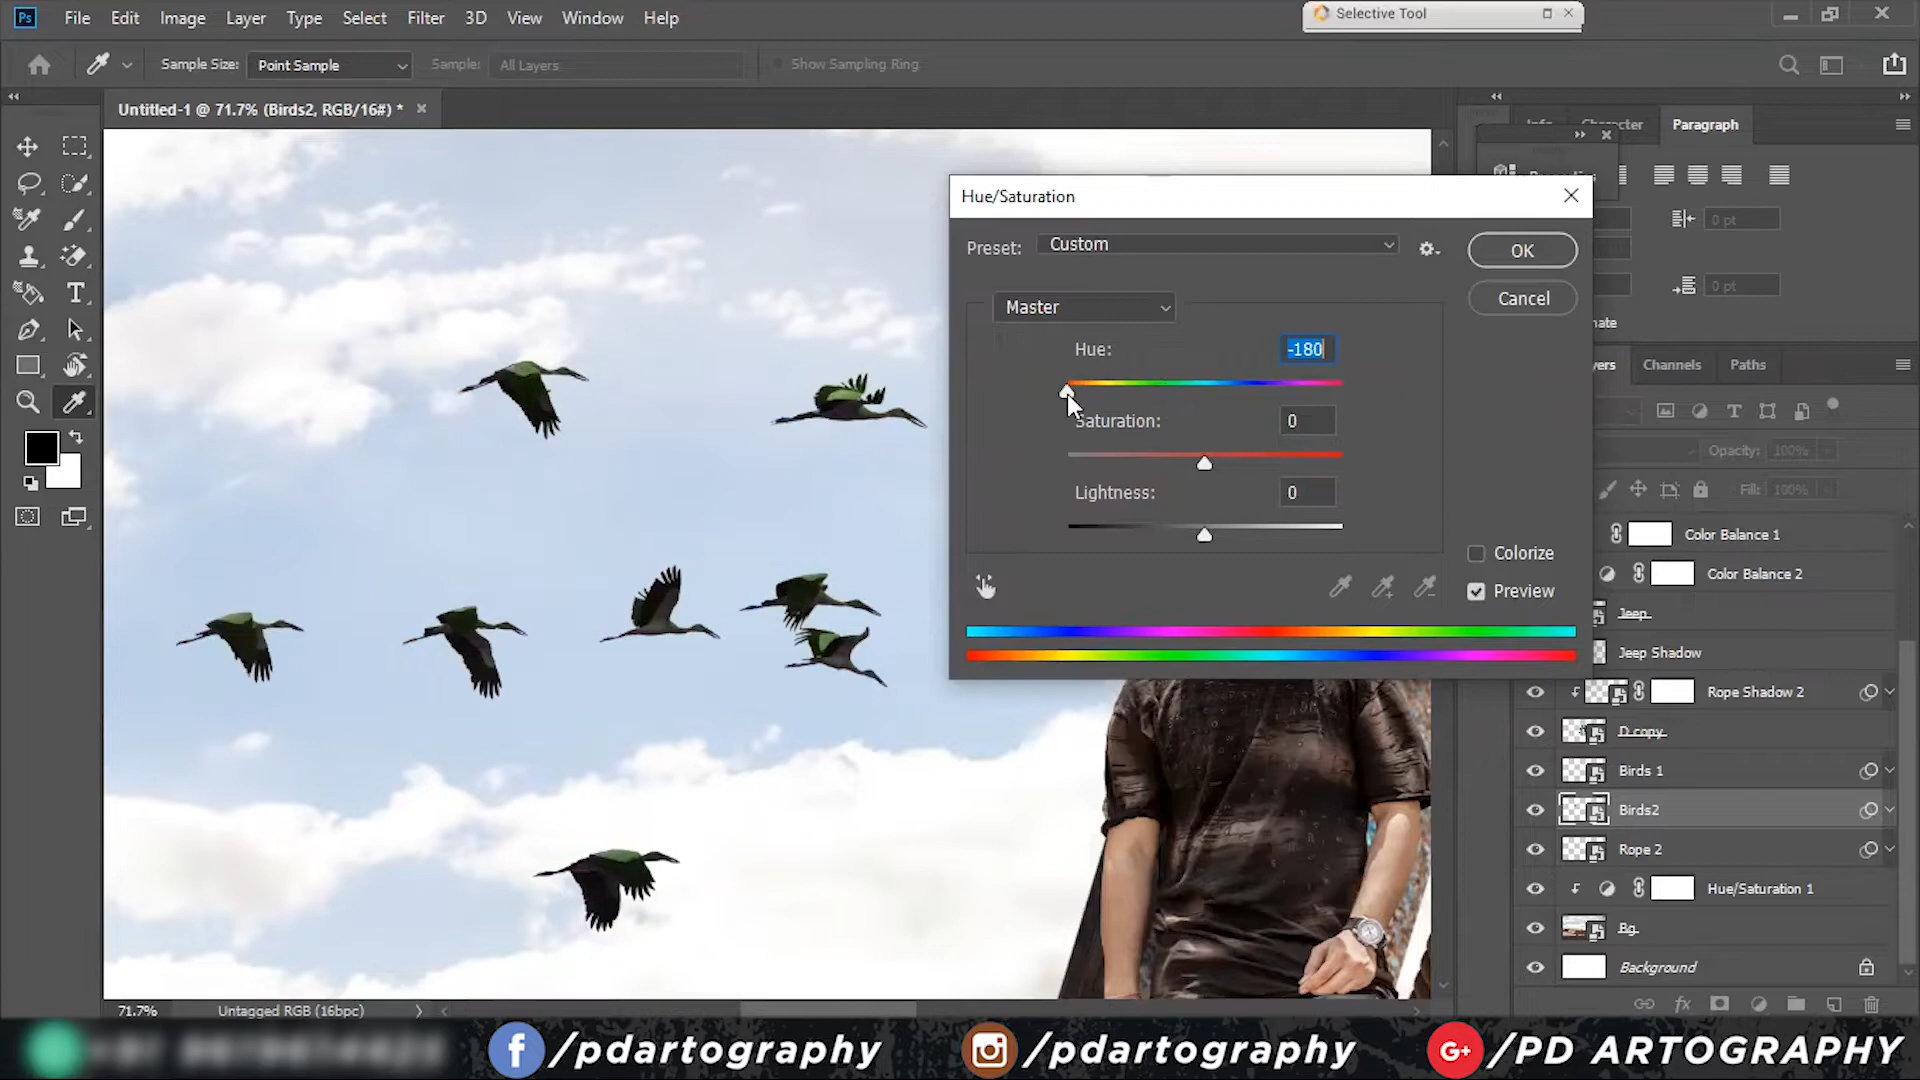 Ps File Edit Image Layer Type Select Filter 3D View Window Help
Selective Tool
Sample Size: Point Sample Sample: All Layers Show Sampling Ring
Untitled-1 @ 71.7% (Birds2, RGB/16#) *
Paragraph
Hue/Saturation
Preset: Custom
OK
0 pt
Cancel
0 pt
Master
Hue: -180
Channels Paths
Saturation: 0
Opacity: 100%
Lightness: 0
Fill: 100%
Color Balance 1
Colorize
Color Balance 2
Preview
Jeep
Jeep Shadow
Rope Shadow 2
D copy
Birds 1
Birds2
Rope 2
Hue/Saturation 1
Bg
Background
71.7% Untagged RGB (16bpc)
fx
f /pdartography /pdartography G+ /PD ARTOGRAPHY